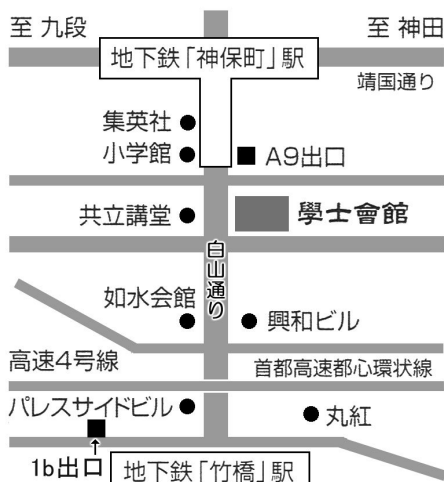 至 九段
至 神田
地下鉄「神保町」駅
靖国通り
集英社
小学館
A9出口
共立講堂
學士會館
白山通り
如水会館
興和ビル
高速4号線
首都高速都心環状線
パレスサイドビル
丸紅
1b出口
地下鉄「竹橋」駅